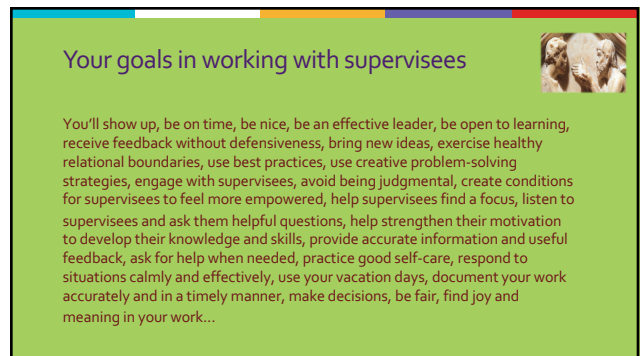 Your goals in working with supervisees
You'll show up, be on time, be nice, be an effective leader, be open to learning,
receive feedback without defensiveness, bring new ideas, exercise healthy
relational boundaries, use best practices, use creative problem-solving
strategies, engage with supervisees, avoid being judgmental, create conditions
for supervisees to feel more empowered, help supervisees find a focus, listen to
supervisees and ask them helpful questions, help strengthen their motivation
to develop their knowledge and skills, provide accurate information and useful
feedback, ask for help when needed, practice good self-care, respond to
situations calmly and effectively, use your vacation days, document your work
accurately and in a timely manner, make decisions, be fair, find joy and
meaning in your work…